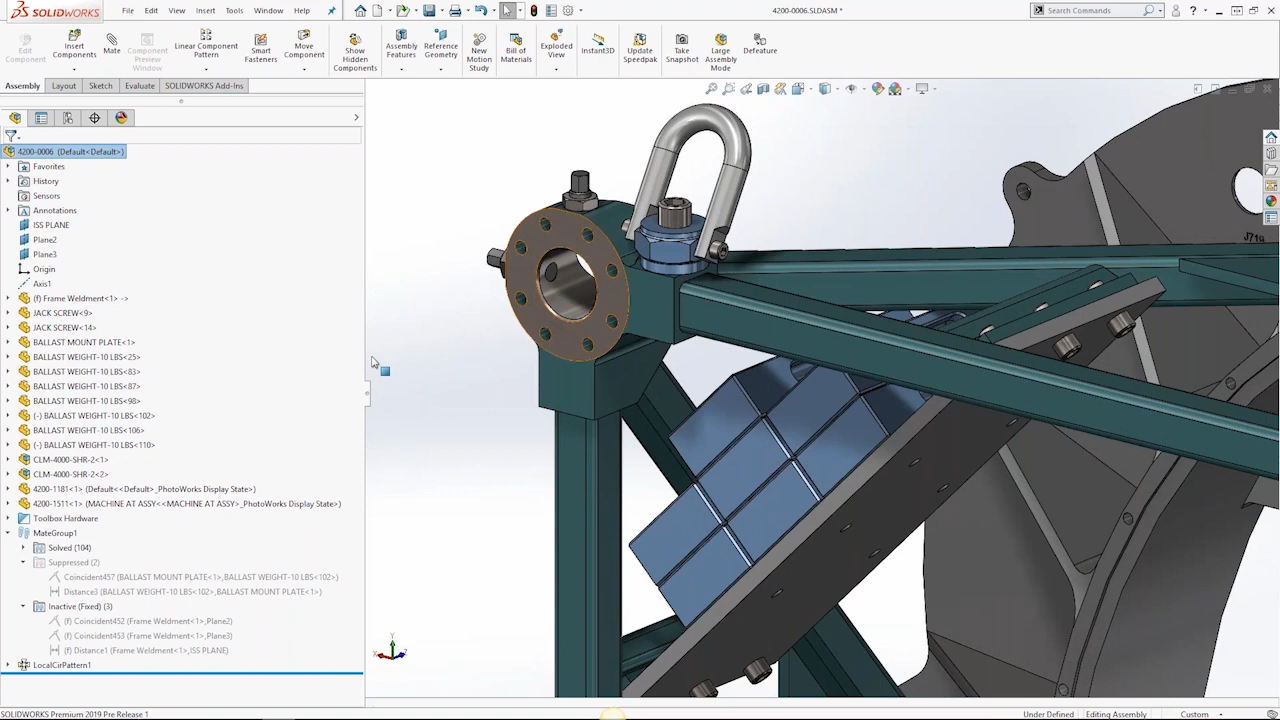 SOLIDWORKS File Edit View Insert Tools Window Help 4200-0006.SLDASM * Search Commands
Edit Component
Insert Components
Mate
Component Preview Window
Linear Component Pattern
Smart Fasteners
Move Component
Show Hidden Components
Assembly Features
Reference Geometry
New Motion Study
Bill of Materials
Exploded View
Instant3D
Update Speedpak
Take Snapshot
Large Assembly Mode
Defeature
Assembly Layout Sketch Evaluate SOLIDWORKS Add-Ins
4200-0006 (Default<Default>)
Favorites
History
Sensors
Annotations
ISS PLANE
Plane2
Plane3
Origin
Axis1
(f) Frame Weldment<1> ->
JACK SCREW<9>
JACK SCREW<14>
BALLAST MOUNT PLATE<1>
BALLAST WEIGHT-10 LBS<25>
BALLAST WEIGHT-10 LBS<83>
BALLAST WEIGHT-10 LBS<87>
BALLAST WEIGHT-10 LBS<98>
(-) BALLAST WEIGHT-10 LBS<102>
BALLAST WEIGHT-10 LBS<106>
(-) BALLAST WEIGHT-10 LBS<110>
CLM-4000-SHR-2<1>
CLM-4000-SHR-2<2>
4200-1181<1> (Default<<Default>_PhotoWorks Display State>)
4200-1511<1> (MACHINE AT ASSY<<MACHINE AT ASSY>_PhotoWorks Display State>)
Toolbox Hardware
MateGroup1
Solved (104)
Suppressed (2)
Coincident457 (BALLAST MOUNT PLATE<1>,BALLAST WEIGHT-10 LBS<102>)
Distance3 (BALLAST WEIGHT-10 LBS<102>,BALLAST MOUNT PLATE<1>)
Inactive (Fixed) (3)
(f) Coincident452 (Frame Weldment<1>,Plane2)
(f) Coincident453 (Frame Weldment<1>,Plane3)
(f) Distance1 (Frame Weldment<1>,ISS PLANE)
LocalCirPattern1
Y
X
Z
SOLIDWORKS Premium 2019 Pre Release 1 Under Defined Editing Assembly Custom